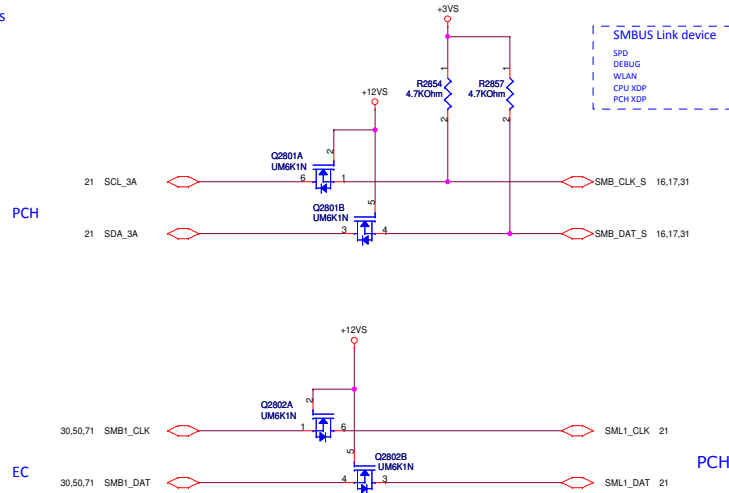 s
+3VS
SMBUS Link device
SPD
DEBUG
WLAN
CPU XDP
PCH XDP
1 1
R2854 R2857
4.7KOhm 4.7KOhm
2 2
+12VS
Q2801A
UM6K1N
2
21 SCL_3A 6 1 SMB_CLK_S 16,17,31
PCH
Q2801B
UM6K1N
5
21 SDA_3A 3 4 SMB_DAT_S 16,17,31
+12VS
Q2802A
UM6K1N
2
30,50,71 SMB1_CLK 1 6 SML1_CLK 21
EC
Q2802B
UM6K1N
5
PCH
30,50,71 SMB1_DAT 4 3 SML1_DAT 21